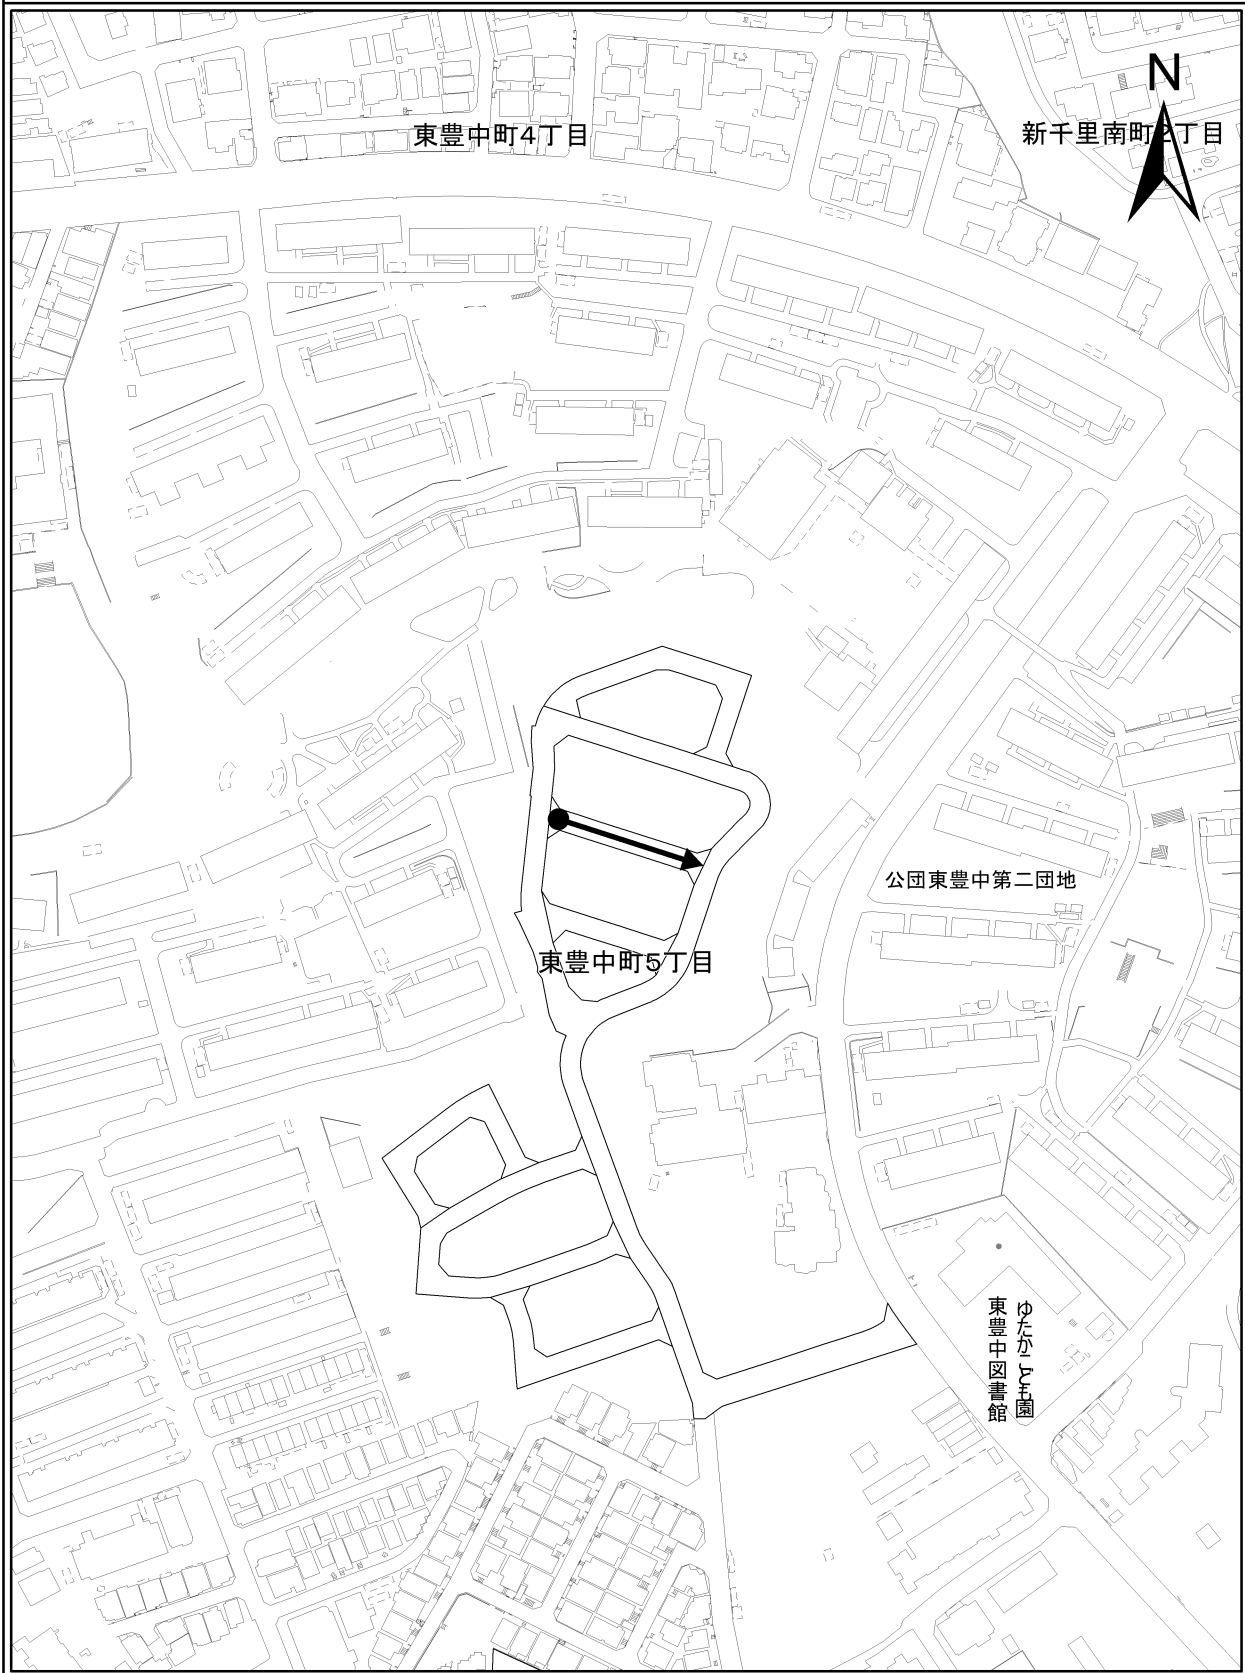 N
東豊中町4丁目
新千里南町2丁目
公団東豊中第二団地
東豊中町5丁目
ゆたかこども園
東豊中図書館